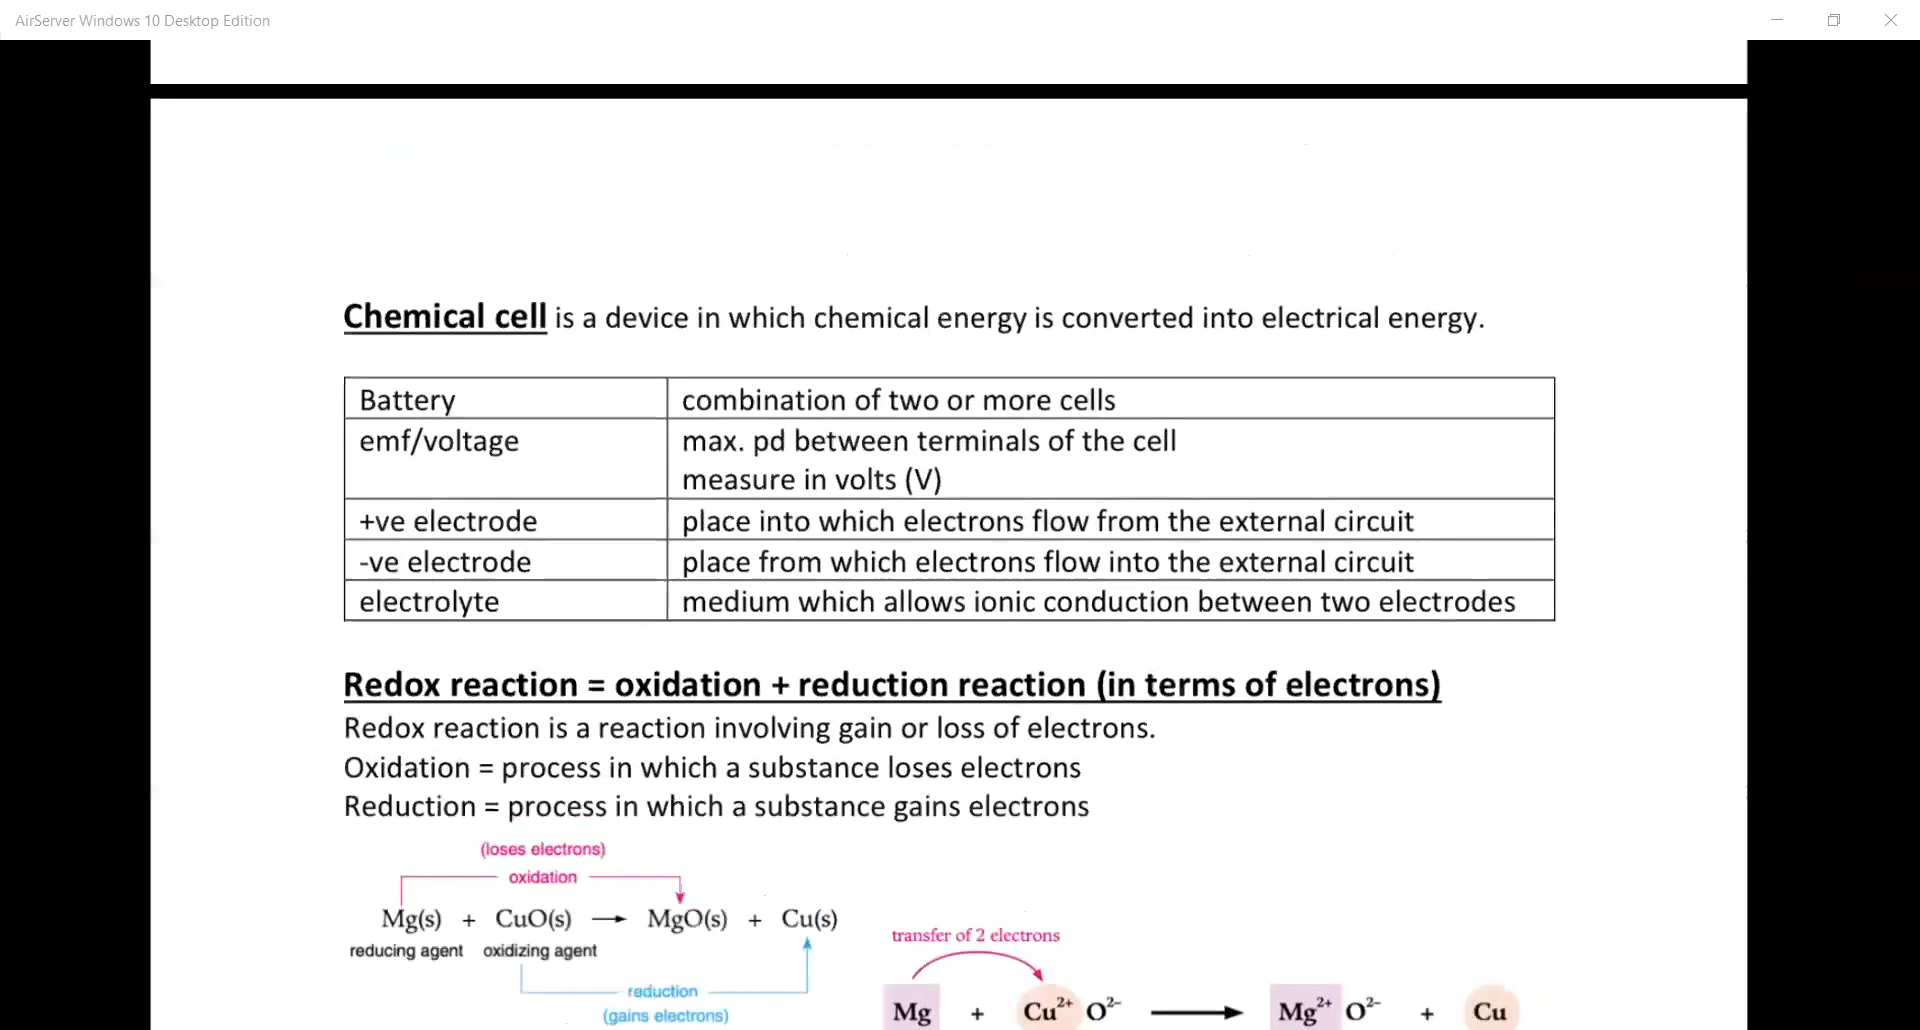 AirServer Windows 10 Desktop Edition
Chemical cell is a device in which chemical energy is converted into electrical energy.
Battery combination of two or more cells
emf/voltage max. pd between terminals of the cell
measure in volts (V)
+ve electrode place into which electrons flow from the external circuit
-ve electrode place from which electrons flow into the external circuit
electrolyte medium which allows ionic conduction between two electrodes
Redox reaction = oxidation + reduction reaction (in terms of electrons)
Redox reaction is a reaction involving gain or loss of electrons.
Oxidation = process in which a substance loses electrons
Reduction = process in which a substance gains electrons
(loses electrons)
oxidation
Mg(s) + CuO(s) → MgO(s) + Cu(s)
reducing agent oxidizing agent
reduction
(gains electrons)
transfer of 2 electrons
Mg + Cu²⁺ O²⁻ → Mg²⁺ O²⁻ + Cu